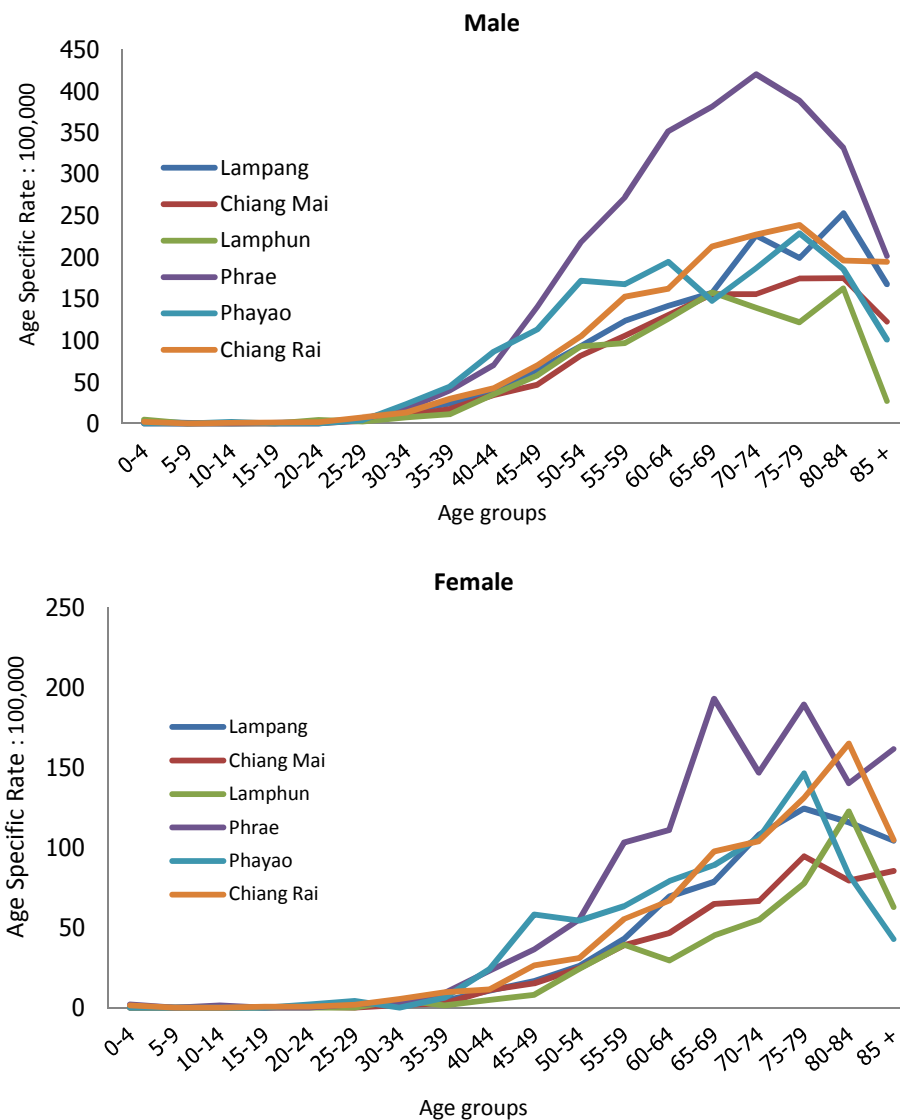 Male
Age Specific Rate : 100,000
450
400
350
300
250
200
150
100
50
0
Lampang
Chiang Mai
Lamphun
Phrae
Phayao
Chiang Rai
0-4
5-9
10-14
15-19
20-24
25-29
30-34
35-39
40-44
45-49
50-54
55-59
60-64
65-69
70-74
75-79
80-84
85 +
Age groups
Female
Age Specific Rate : 100,000
250
200
150
100
50
0
Lampang
Chiang Mai
Lamphun
Phrae
Phayao
Chiang Rai
0-4
5-9
10-14
15-19
20-24
25-29
30-34
35-39
40-44
45-49
50-54
55-59
60-64
65-69
70-74
75-79
80-84
85 +
Age groups